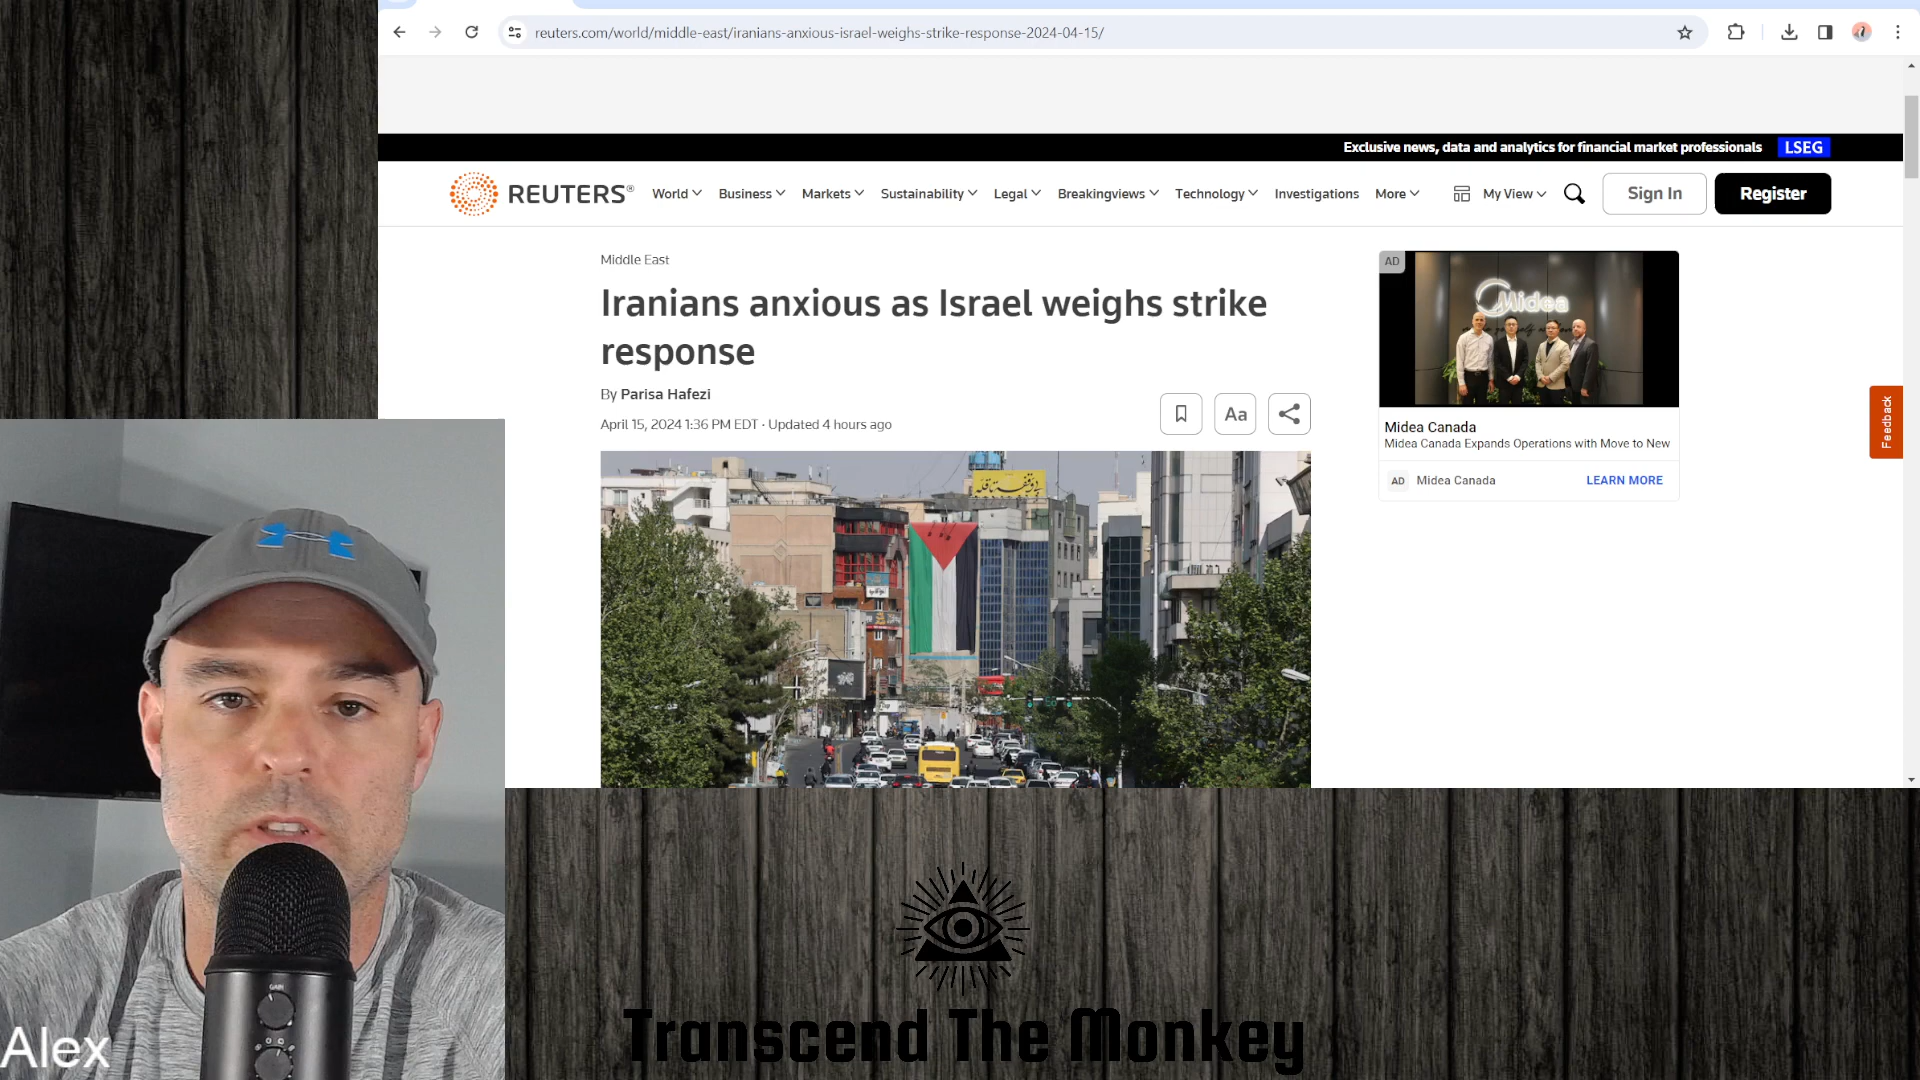 reuters.com/world/middle-east/iranians-anxious-israel-weighs-strike-response-2024-04-15/
Exclusive news, data and analytics for financial market professionals LSEG
REUTERS® World Business Markets Sustainability Legal Breakingviews Technology Investigations More My View Sign In Register
Middle East
Iranians anxious as Israel weighs strike
response
By Parisa Hafezi
April 15, 2024 1:36 PM EDT · Updated 4 hours ago
Aa
AD
Midea
Midea Canada
Midea Canada Expands Operations with Move to New
AD Midea Canada LEARN MORE
Feedback
GAIN
Alex
Transcend The Monkey